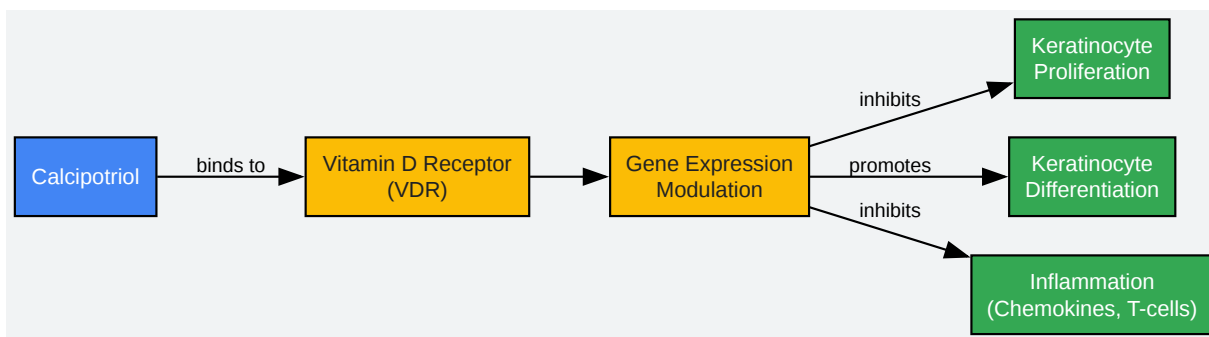 Calcipotriol
binds to
Vitamin D Receptor
(VDR)
Gene Expression
Modulation
inhibits
Keratinocyte
Proliferation
promotes
Keratinocyte
Differentiation
inhibits
Inflammation
(Chemokines, T-cells)